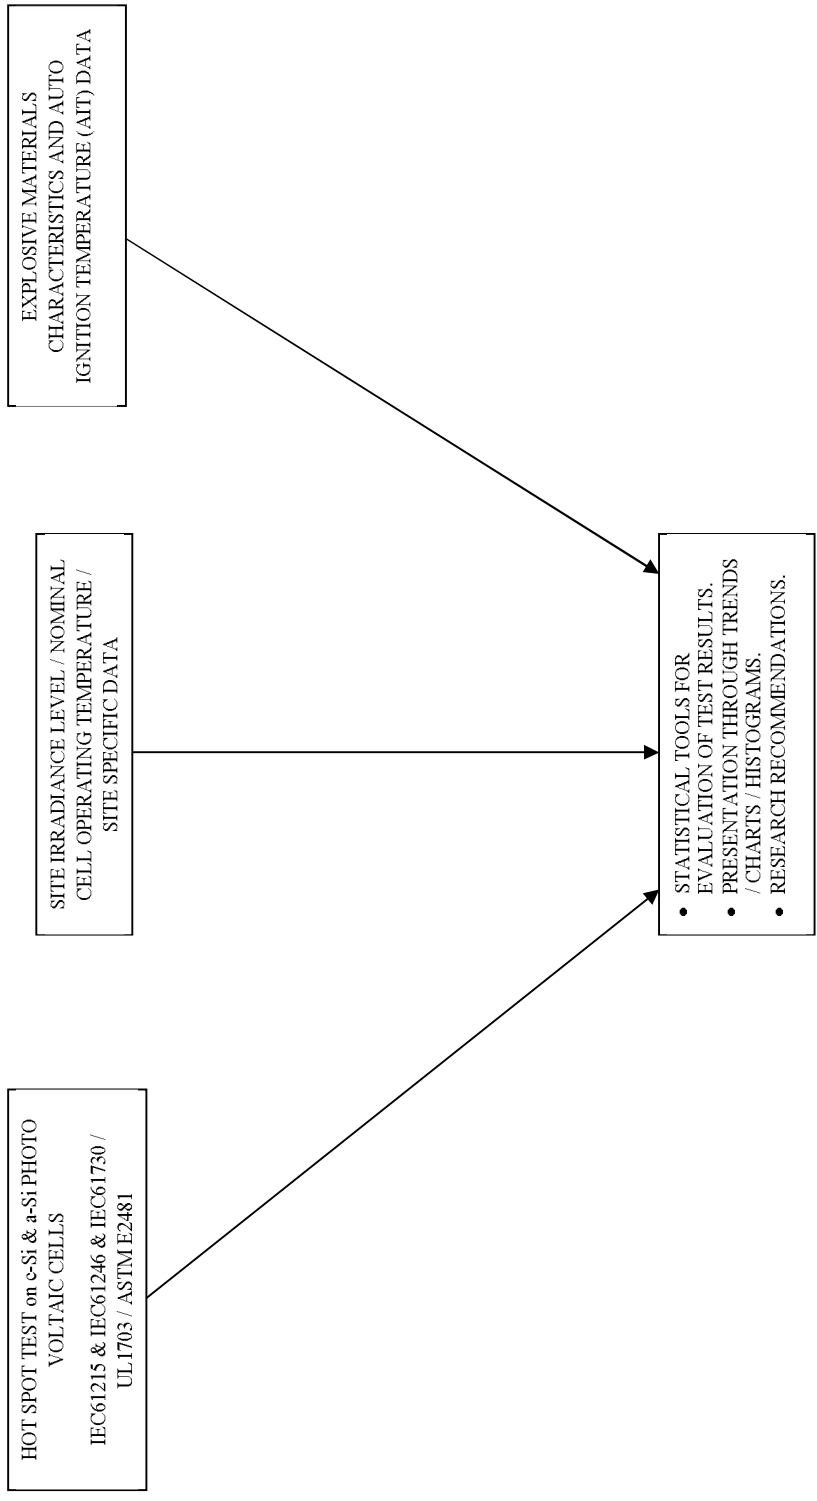 HOT SPOT TEST on c-Si & a-Si PHOTO
VOLTAIC CELLS
IEC61215 & IEC61246 & IEC61730 /
UL1703 / ASTM E2481
SITE IRRADIANCE LEVEL / NOMINAL
CELL OPERATING TEMPERATURE /
SITE SPECIFIC DATA
EXPLOSIVE MATERIALS
CHARACTERISTICS AND AUTO
IGNITION TEMPERATURE (AIT) DATA
• STATISTICAL TOOLS FOR
EVALUATION OF TEST RESULTS.
• PRESENTATION THROUGH TRENDS
/ CHARTS / HISTOGRAMS.
• RESEARCH RECOMMENDATIONS.